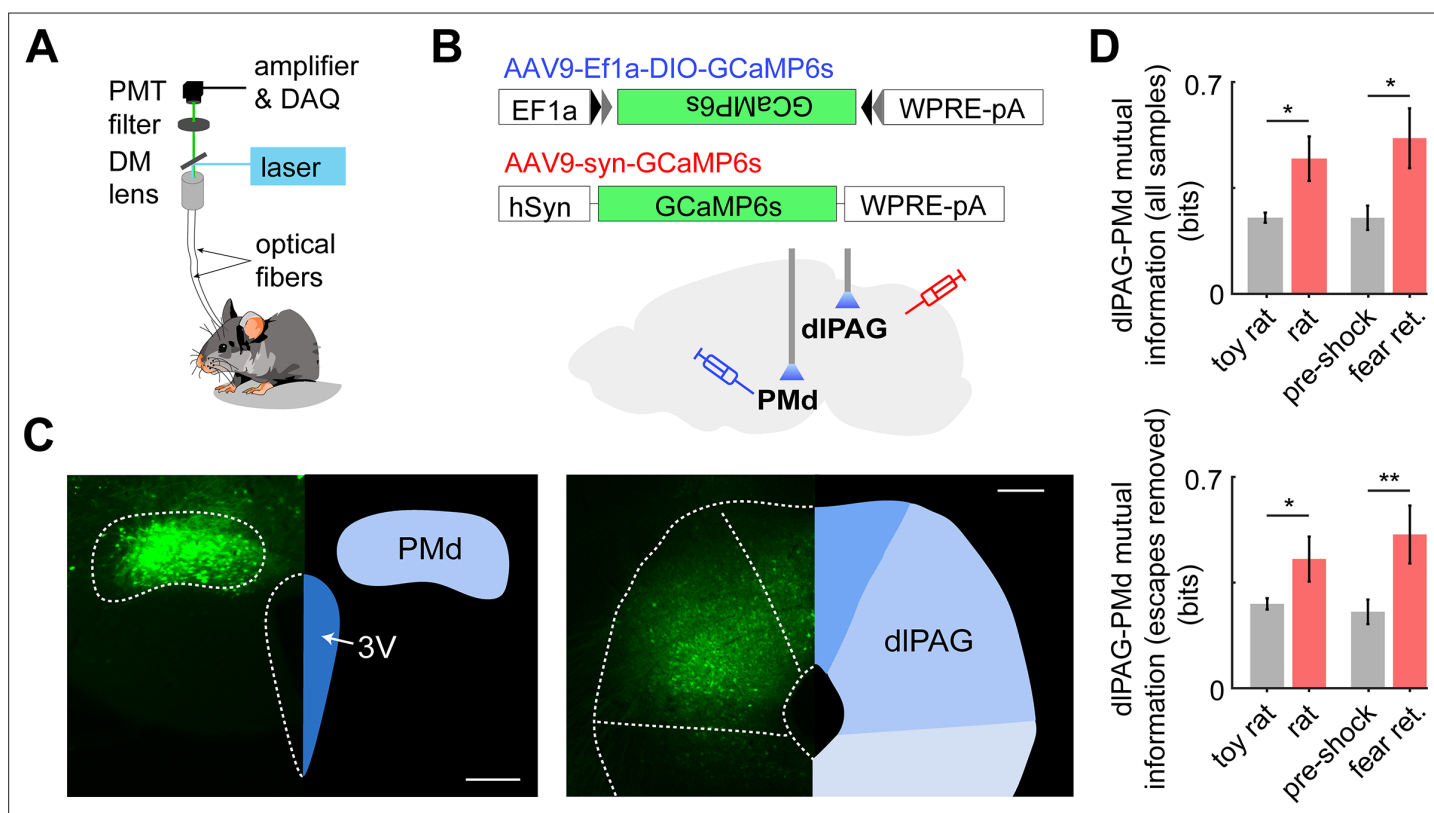 A
PMT
filter
DM
lens
amplifier
& DAQ
laser
optical
fibers
B
AAV9-Ef1a-DIO-GCaMP6s
EF1a
GCaMP6s
WPRE-pA
AAV9-syn-GCaMP6s
hSyn
GCaMP6s
WPRE-pA
dlPAG
PMd
C
PMd
3V
dlPAG
D
dlPAG-PMd mutual
information (all samples)
(bits)
0.7
0
*
*
toy rat
rat
pre-shock
fear ret.
dlPAG-PMd mutual
information (escapes removed)
(bits)
0.7
0
*
**
toy rat
rat
pre-shock
fear ret.